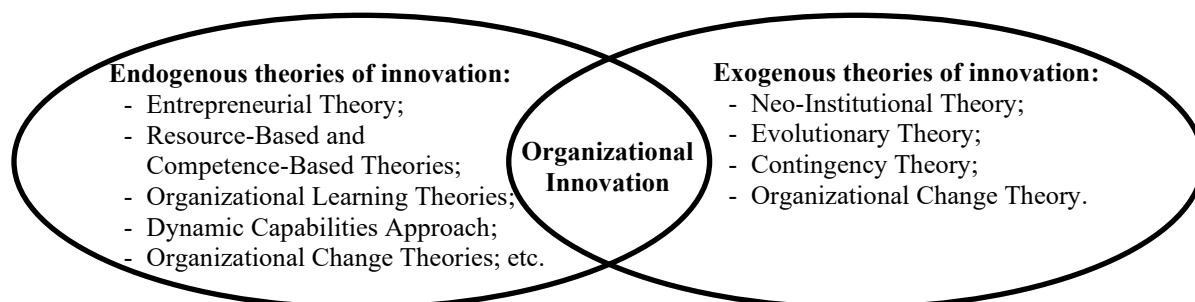 Endogenous theories of innovation:
- Entrepreneurial Theory;
- Resource-Based and
Competence-Based Theories;
- Organizational Learning Theories;
- Dynamic Capabilities Approach;
- Organizational Change Theories; etc.
Organizational
Innovation
Exogenous theories of innovation:
- Neo-Institutional Theory;
- Evolutionary Theory;
- Contingency Theory;
- Organizational Change Theory.